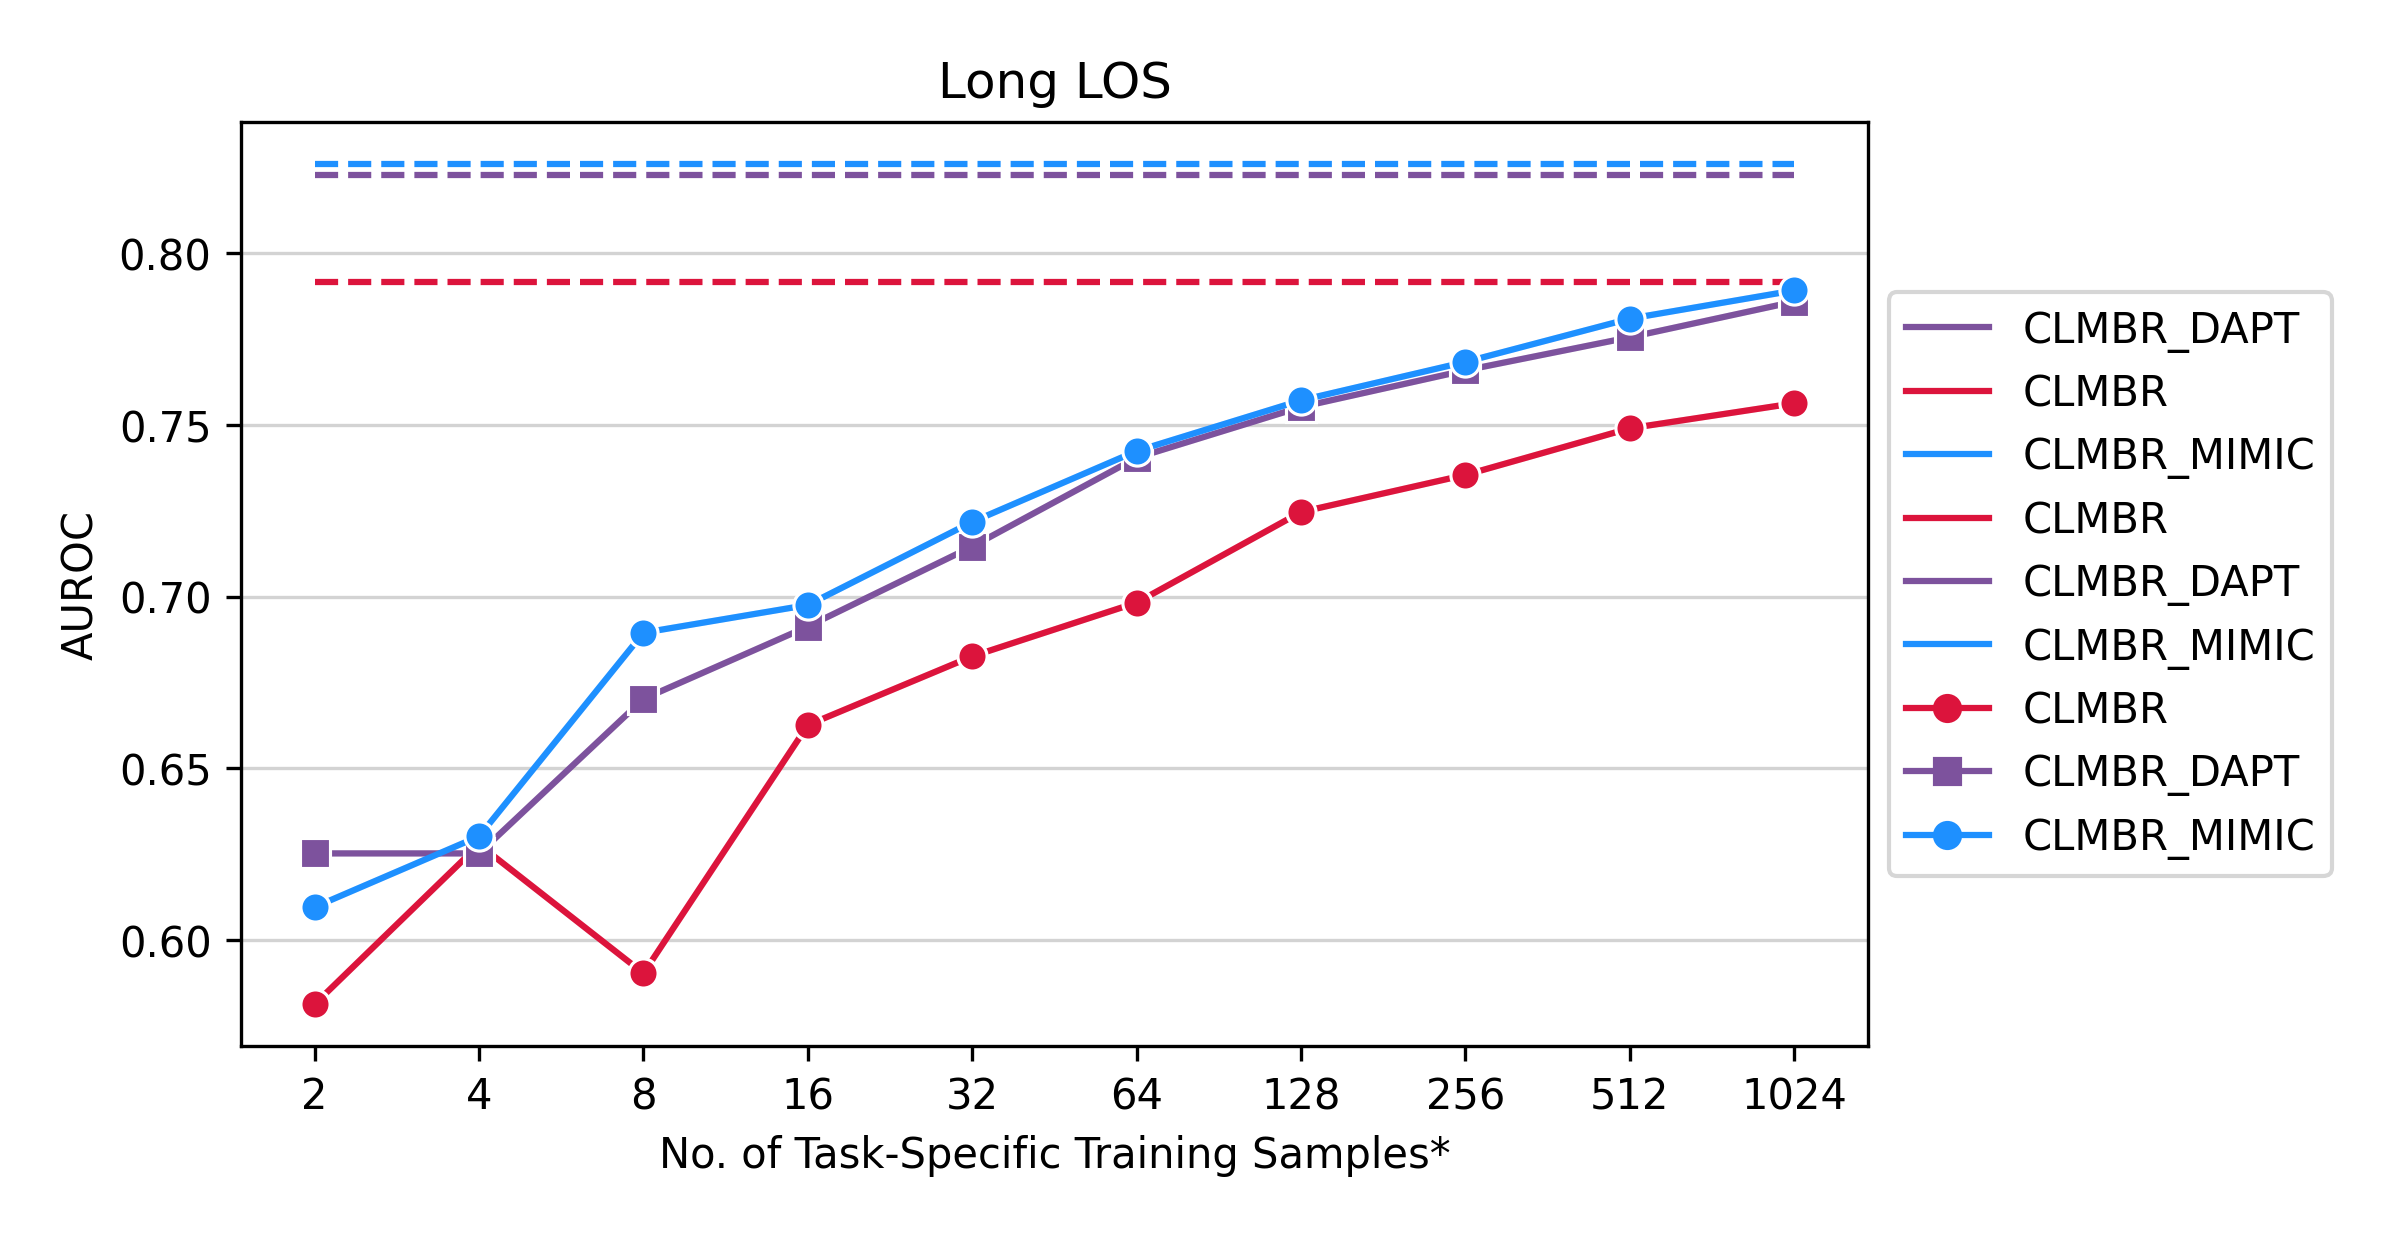 Long LOS
AUROC
0.80
0.75
0.70
0.65
0.60
2 4 8 16 32 64 128 256 512 1024
No. of Task-Specific Training Samples*
CLMBR_DAPT
CLMBR
CLMBR_MIMIC
CLMBR
CLMBR_DAPT
CLMBR_MIMIC
CLMBR
CLMBR_DAPT
CLMBR_MIMIC